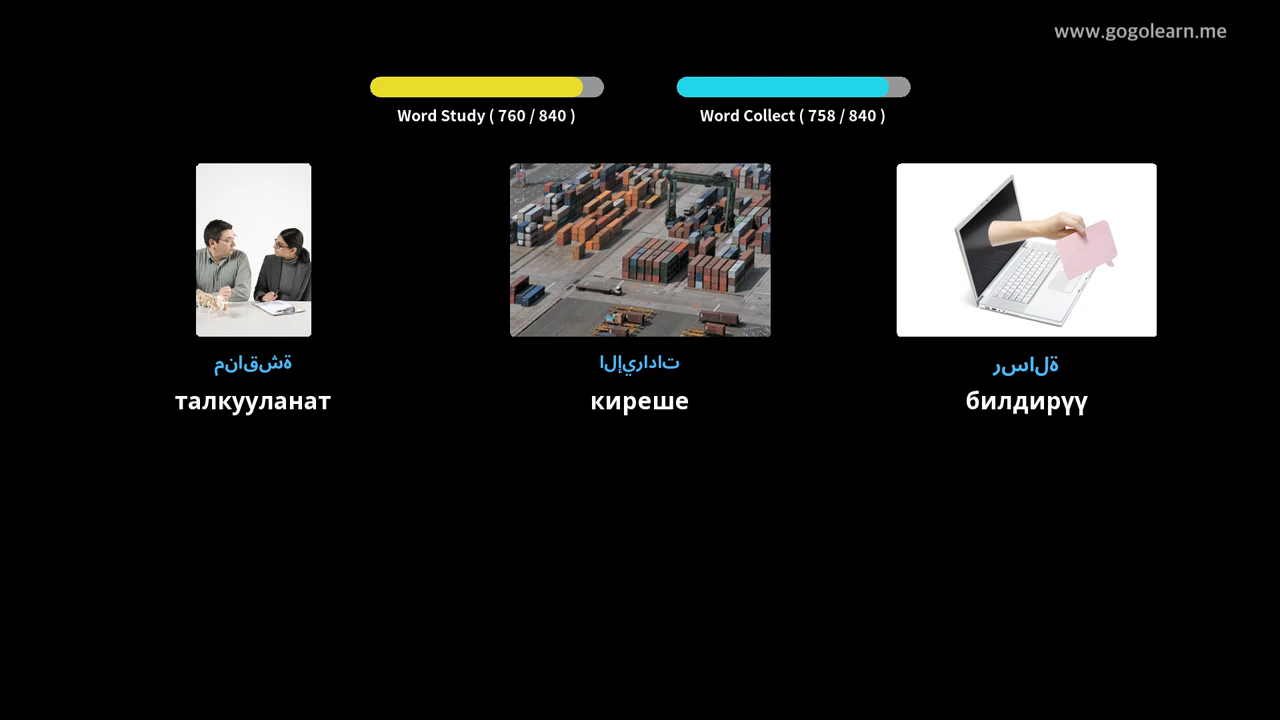 www.gogolearn.me
Word Study ( 760 / 840 )
Word Collect ( 758 / 840 )
مناقشة
талкууланат
الإيرادات
киреше
رسالة
билдирүү